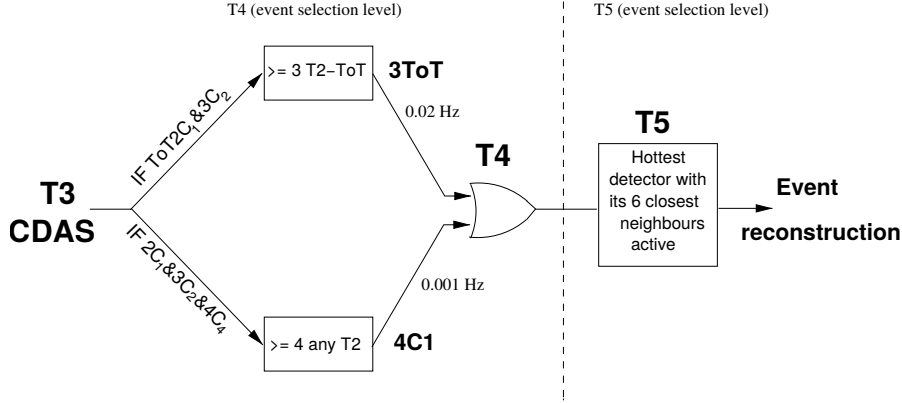 T4 (event selection level)
T5 (event selection level)
>= 3 T2−ToT
3ToT
IF ToT2C₁&3C₂
0.02 Hz
T3
CDAS
T4
T5
Hottest
detector with
its 6 closest
neighbours
active
Event
reconstruction
IF 2C₁&3C₂&4C₄
0.001 Hz
>= 4 any T2
4C1